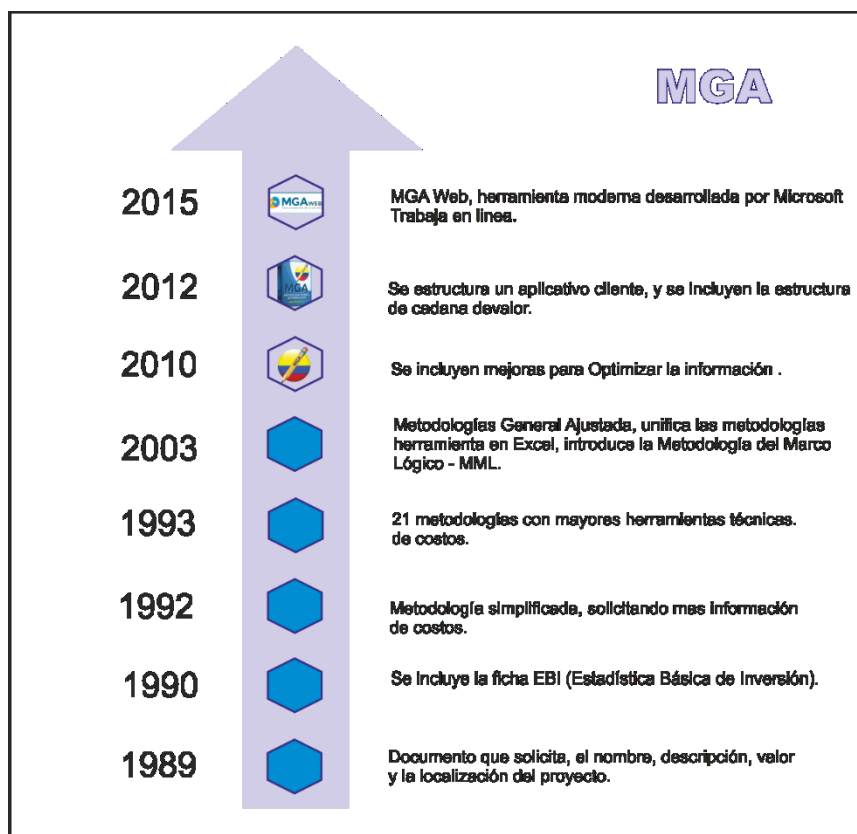 MGA
2015
MGA WEB
MGA Web, herramienta moderna desarrollada por Microsoft
Trabaja en linea.
2012
MGA
Se estructura un aplicativo cliente, y se incluyen la estructura
de cadana devalor.
2010
Se incluyen mejoras para Optimizar la información .
2003
Metodologías General Ajustada, unifica las metodologías
herramienta en Excel, introduce la Metodología del Marco
Lógico - MML.
1993
21 metodologías con mayores herramientas técnicas.
de costos.
1992
Metodología simplificada, solicitando mas información
de costos.
1990
Se incluye la ficha EBI (Estadística Básica de Inversión).
1989
Documento que solicita, el nombre, descripción, valor
y la localización del proyecto.